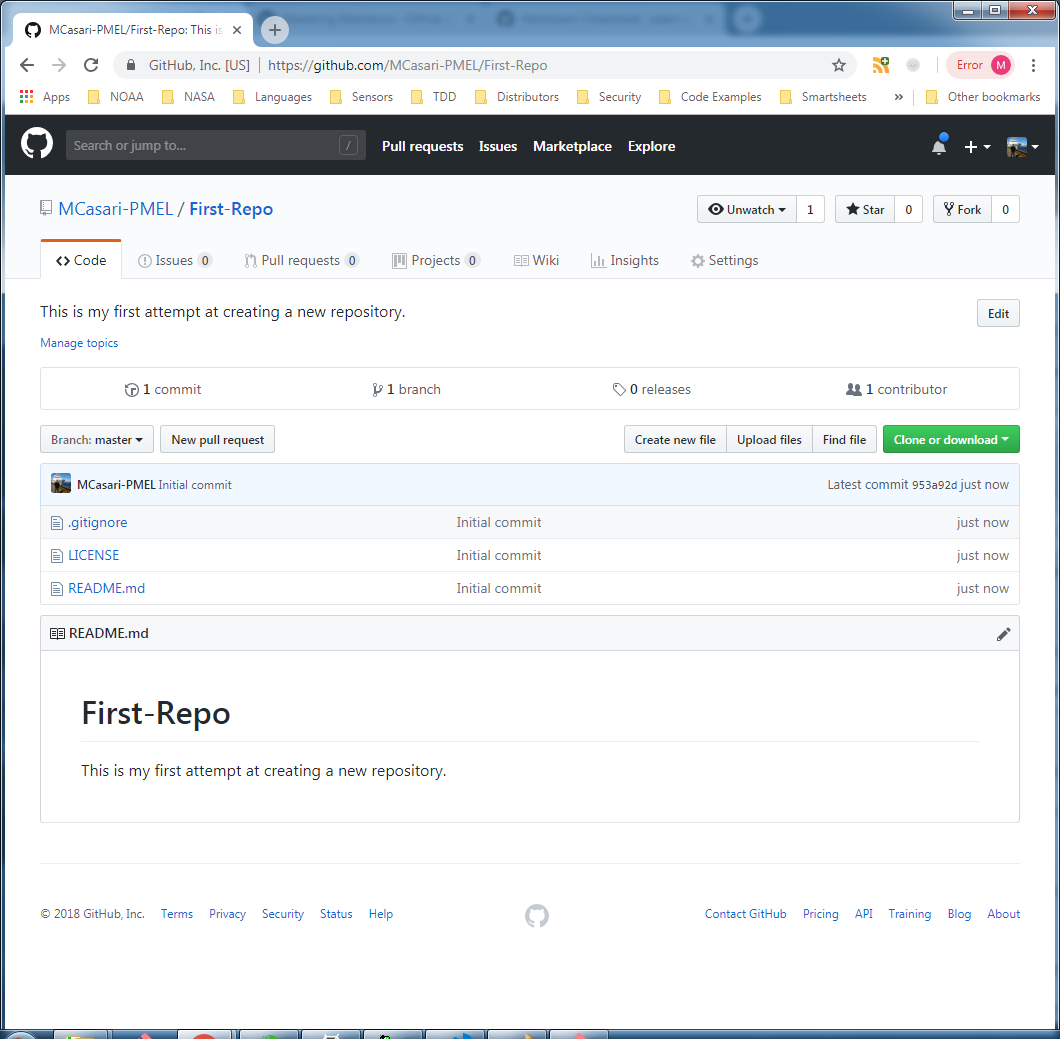 MCasari-PMEL/First-Repo: This is
GitHub, Inc. [US] | https://github.com/MCasari-PMEL/First-Repo Error M
Apps NOAA NASA Languages Sensors TDD Distributors Security Code Examples Smartsheets » Other bookmarks
Search or jump to... / Pull requests Issues Marketplace Explore
MCasari-PMEL / First-Repo Unwatch 1 Star 0 Fork 0
Code Issues 0 Pull requests 0 Projects 0 Wiki Insights Settings
This is my first attempt at creating a new repository. Edit
Manage topics
1 commit 1 branch 0 releases 1 contributor
Branch: master New pull request Create new file Upload files Find file Clone or download
MCasari-PMEL Initial commit Latest commit 953a92d just now
.gitignore Initial commit just now
LICENSE Initial commit just now
README.md Initial commit just now
README.md
First-Repo
This is my first attempt at creating a new repository.
© 2018 GitHub, Inc. Terms Privacy Security Status Help Contact GitHub Pricing API Training Blog About